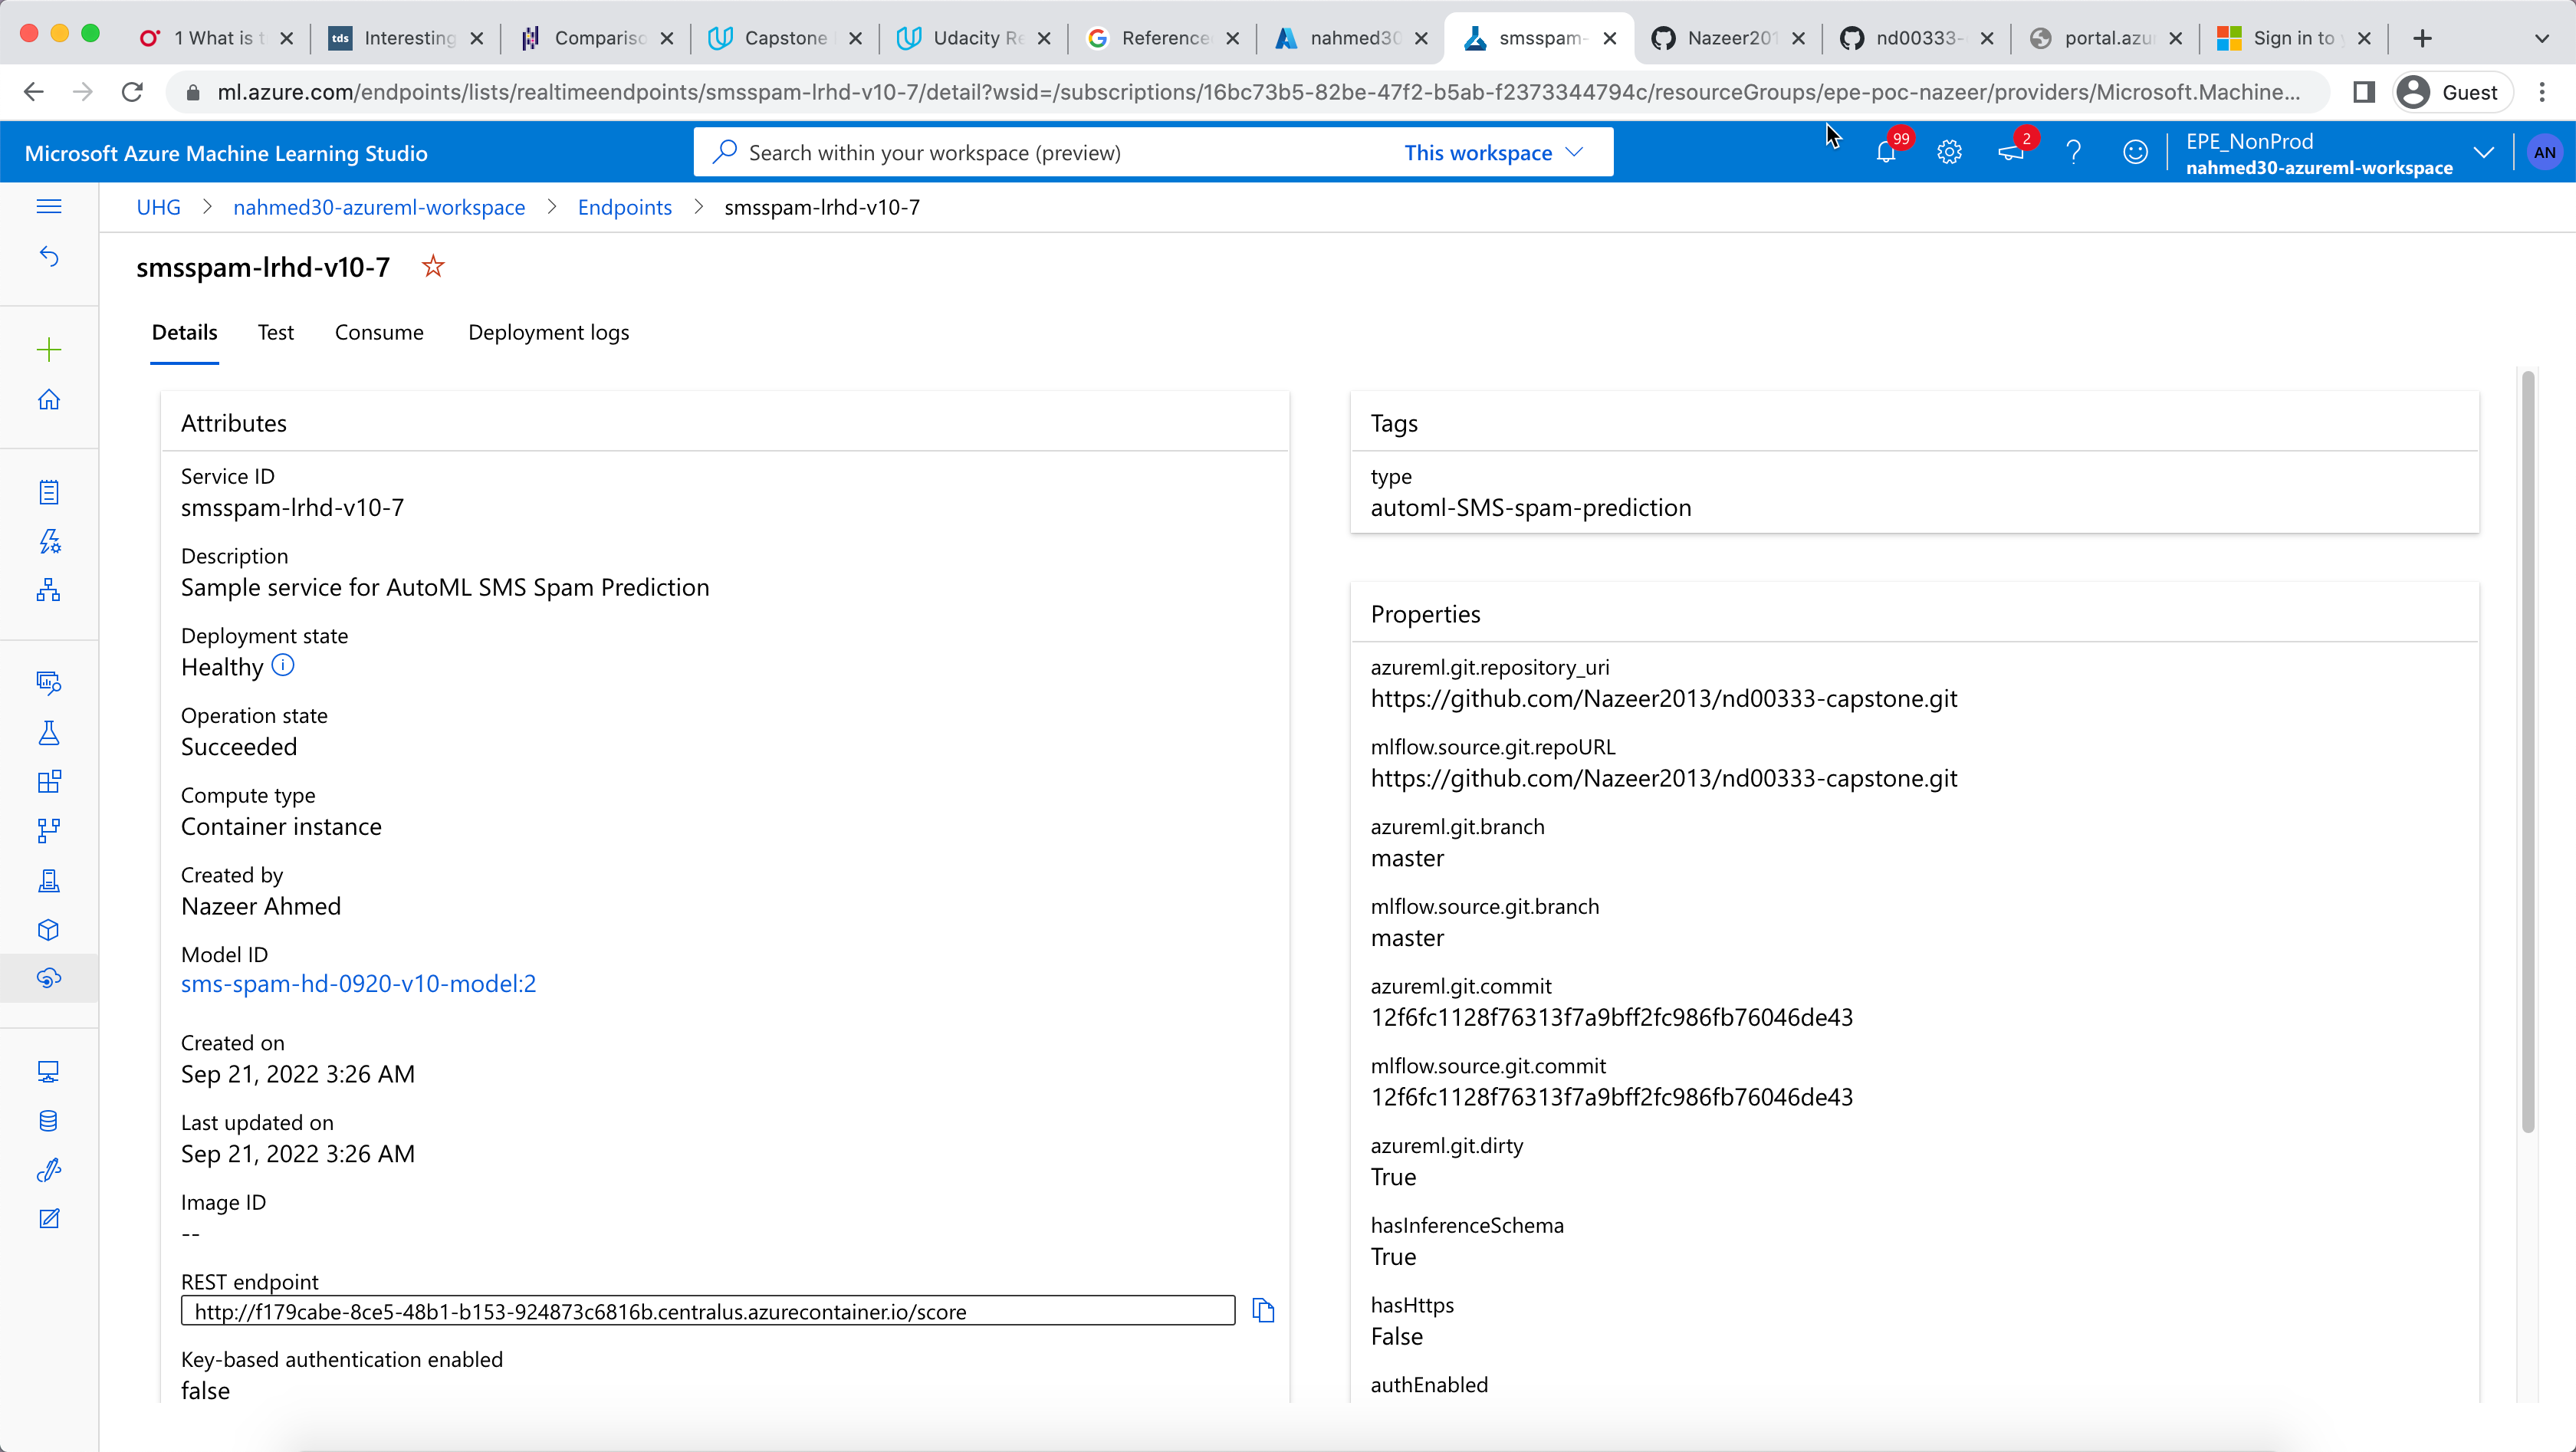 1 What is t
tds
Interesting
Compariso
Capstone
Udacity Re
Reference
nahmed30
smsspam-
Nazeer201
nd00333-
portal.azu
Sign in to
ml.azure.com/endpoints/lists/realtimeendpoints/smsspam-lrhd-v10-7/detail?wsid=/subscriptions/16bc73b5-82be-47f2-b5ab-f2373344794c/resourceGroups/epe-poc-nazeer/providers/Microsoft.Machine...
Guest
Microsoft Azure Machine Learning Studio
Search within your workspace (preview)
This workspace
99
2
EPE_NonProd
nahmed30-azureml-workspace
AN
UHG > nahmed30-azureml-workspace > Endpoints > smsspam-lrhd-v10-7
smsspam-lrhd-v10-7
Details Test Consume Deployment logs
Attributes
Service ID
smsspam-lrhd-v10-7
Description
Sample service for AutoML SMS Spam Prediction
Deployment state
Healthy
Operation state
Succeeded
Compute type
Container instance
Created by
Nazeer Ahmed
Model ID
sms-spam-hd-0920-v10-model:2
Created on
Sep 21, 2022 3:26 AM
Last updated on
Sep 21, 2022 3:26 AM
Image ID
--
REST endpoint
http://f179cabe-8ce5-48b1-b153-924873c6816b.centralus.azurecontainer.io/score
Key-based authentication enabled
false
Tags
type
automl-SMS-spam-prediction
Properties
azureml.git.repository_uri
https://github.com/Nazeer2013/nd00333-capstone.git
mlflow.source.git.repoURL
https://github.com/Nazeer2013/nd00333-capstone.git
azureml.git.branch
master
mlflow.source.git.branch
master
azureml.git.commit
12f6fc1128f76313f7a9bff2fc986fb76046de43
mlflow.source.git.commit
12f6fc1128f76313f7a9bff2fc986fb76046de43
azureml.git.dirty
True
hasInferenceSchema
True
hasHttps
False
authEnabled